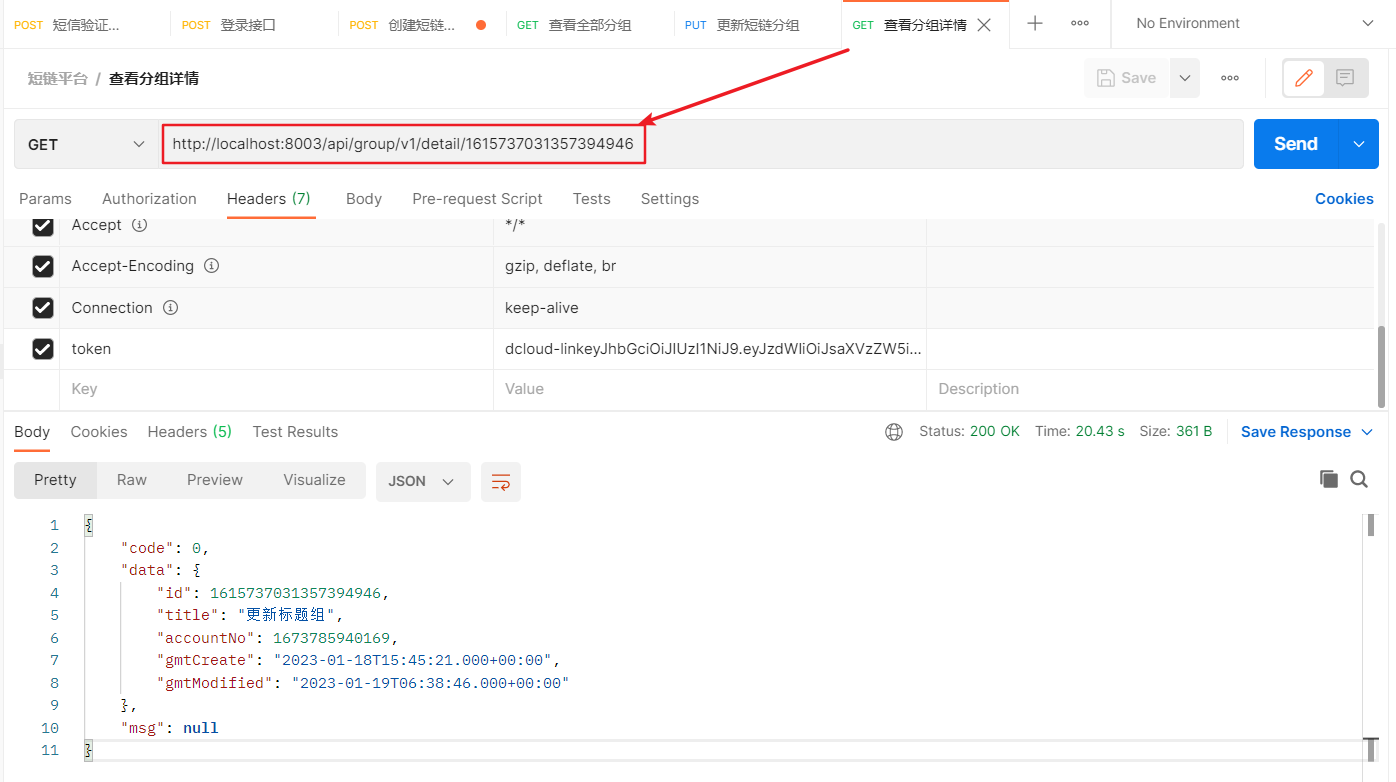 POST 短信验证... POST 登录接口 POST 创建短链... GET 查看全部分组 PUT 更新短链分组 GET 查看分组详情 No Environment
短链平台 / 查看分组详情 Save
GET http://localhost:8003/api/group/v1/detail/1615737031357394946 Send
Params Authorization Headers (7) Body Pre-request Script Tests Settings Cookies
Accept */*
Accept-Encoding gzip, deflate, br
Connection keep-alive
token dcloud-linkeyJhbGciOiJIUzI1NiJ9.eyJzdWIiOiJsaXVzZW5i...
Key Value Description
Body Cookies Headers (5) Test Results Status: 200 OK Time: 20.43 s Size: 361 B Save Response
Pretty Raw Preview Visualize JSON
1 {
2 "code": 0,
3 "data": {
4 "id": 1615737031357394946,
5 "title": "更新标题组",
6 "accountNo": 1673785940169,
7 "gmtCreate": "2023-01-18T15:45:21.000+00:00",
8 "gmtModified": "2023-01-19T06:38:46.000+00:00"
9 },
10 "msg": null
11 }